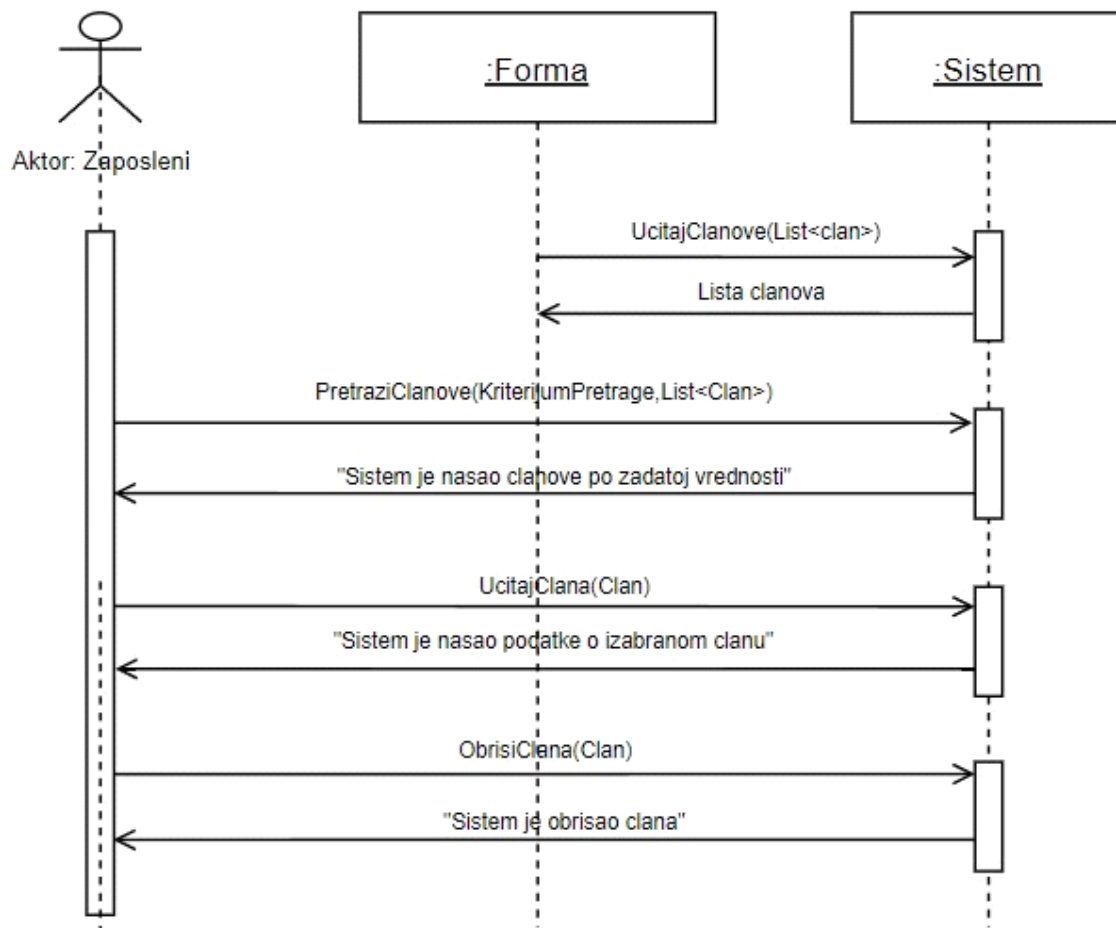 :Forma
:Sistem
Aktor: Zaposleni
UcitajClanove(List<clan>)
Lista clanova
PretraziClanove(KriterijumPretrage,List<Clan>)
"Sistem je nasao clanove po zadatoj vrednosti"
UcitajClana(Clan)
"Sistem je nasao podatke o izabranom clanu"
ObrisiClana(Clan)
"Sistem je obrisao clana"